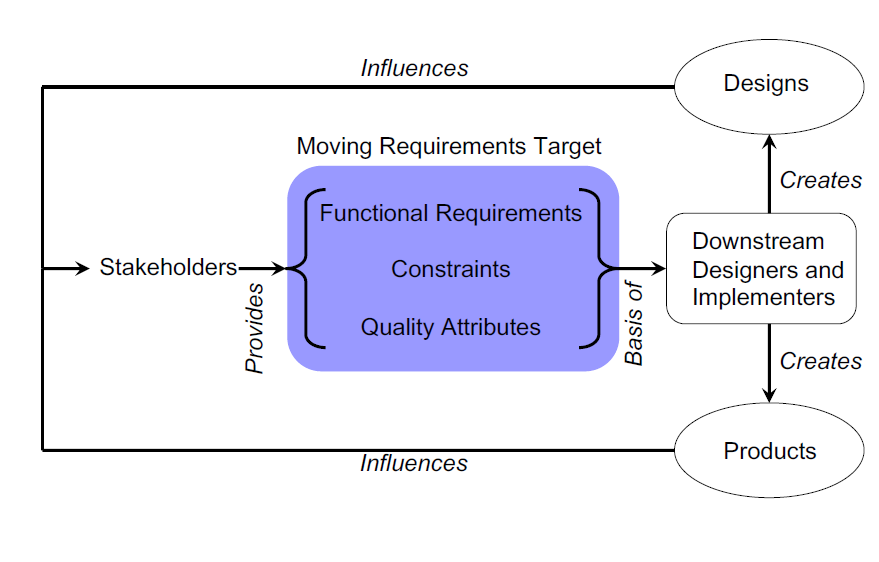 Influences
Designs
Moving Requirements Target
Creates
Functional Requirements
Downstream
Designers and
Implementers
Stakeholders
Constraints
Provides
Basis of
Quality Attributes
Creates
Products
Influences